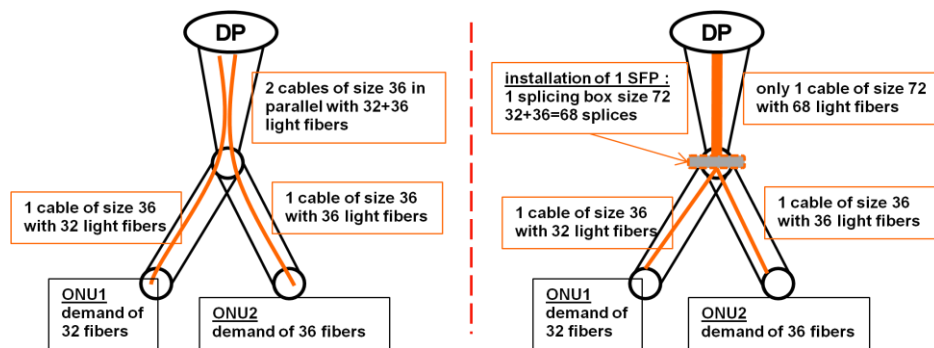 DP
2 cables of size 36 in
parallel with 32+36
light fibers
1 cable of size 36
with 32 light fibers
1 cable of size 36
with 36 light fibers
ONU1
demand of
32 fibers
ONU2
demand of 36 fibers
DP
installation of 1 SFP :
1 splicing box size 72
32+36=68 splices
only 1 cable of size 72
with 68 light fibers
1 cable of size 36
with 32 light fibers
1 cable of size 36
with 36 light fibers
ONU1
demand of
32 fibers
ONU2
demand of 36 fibers